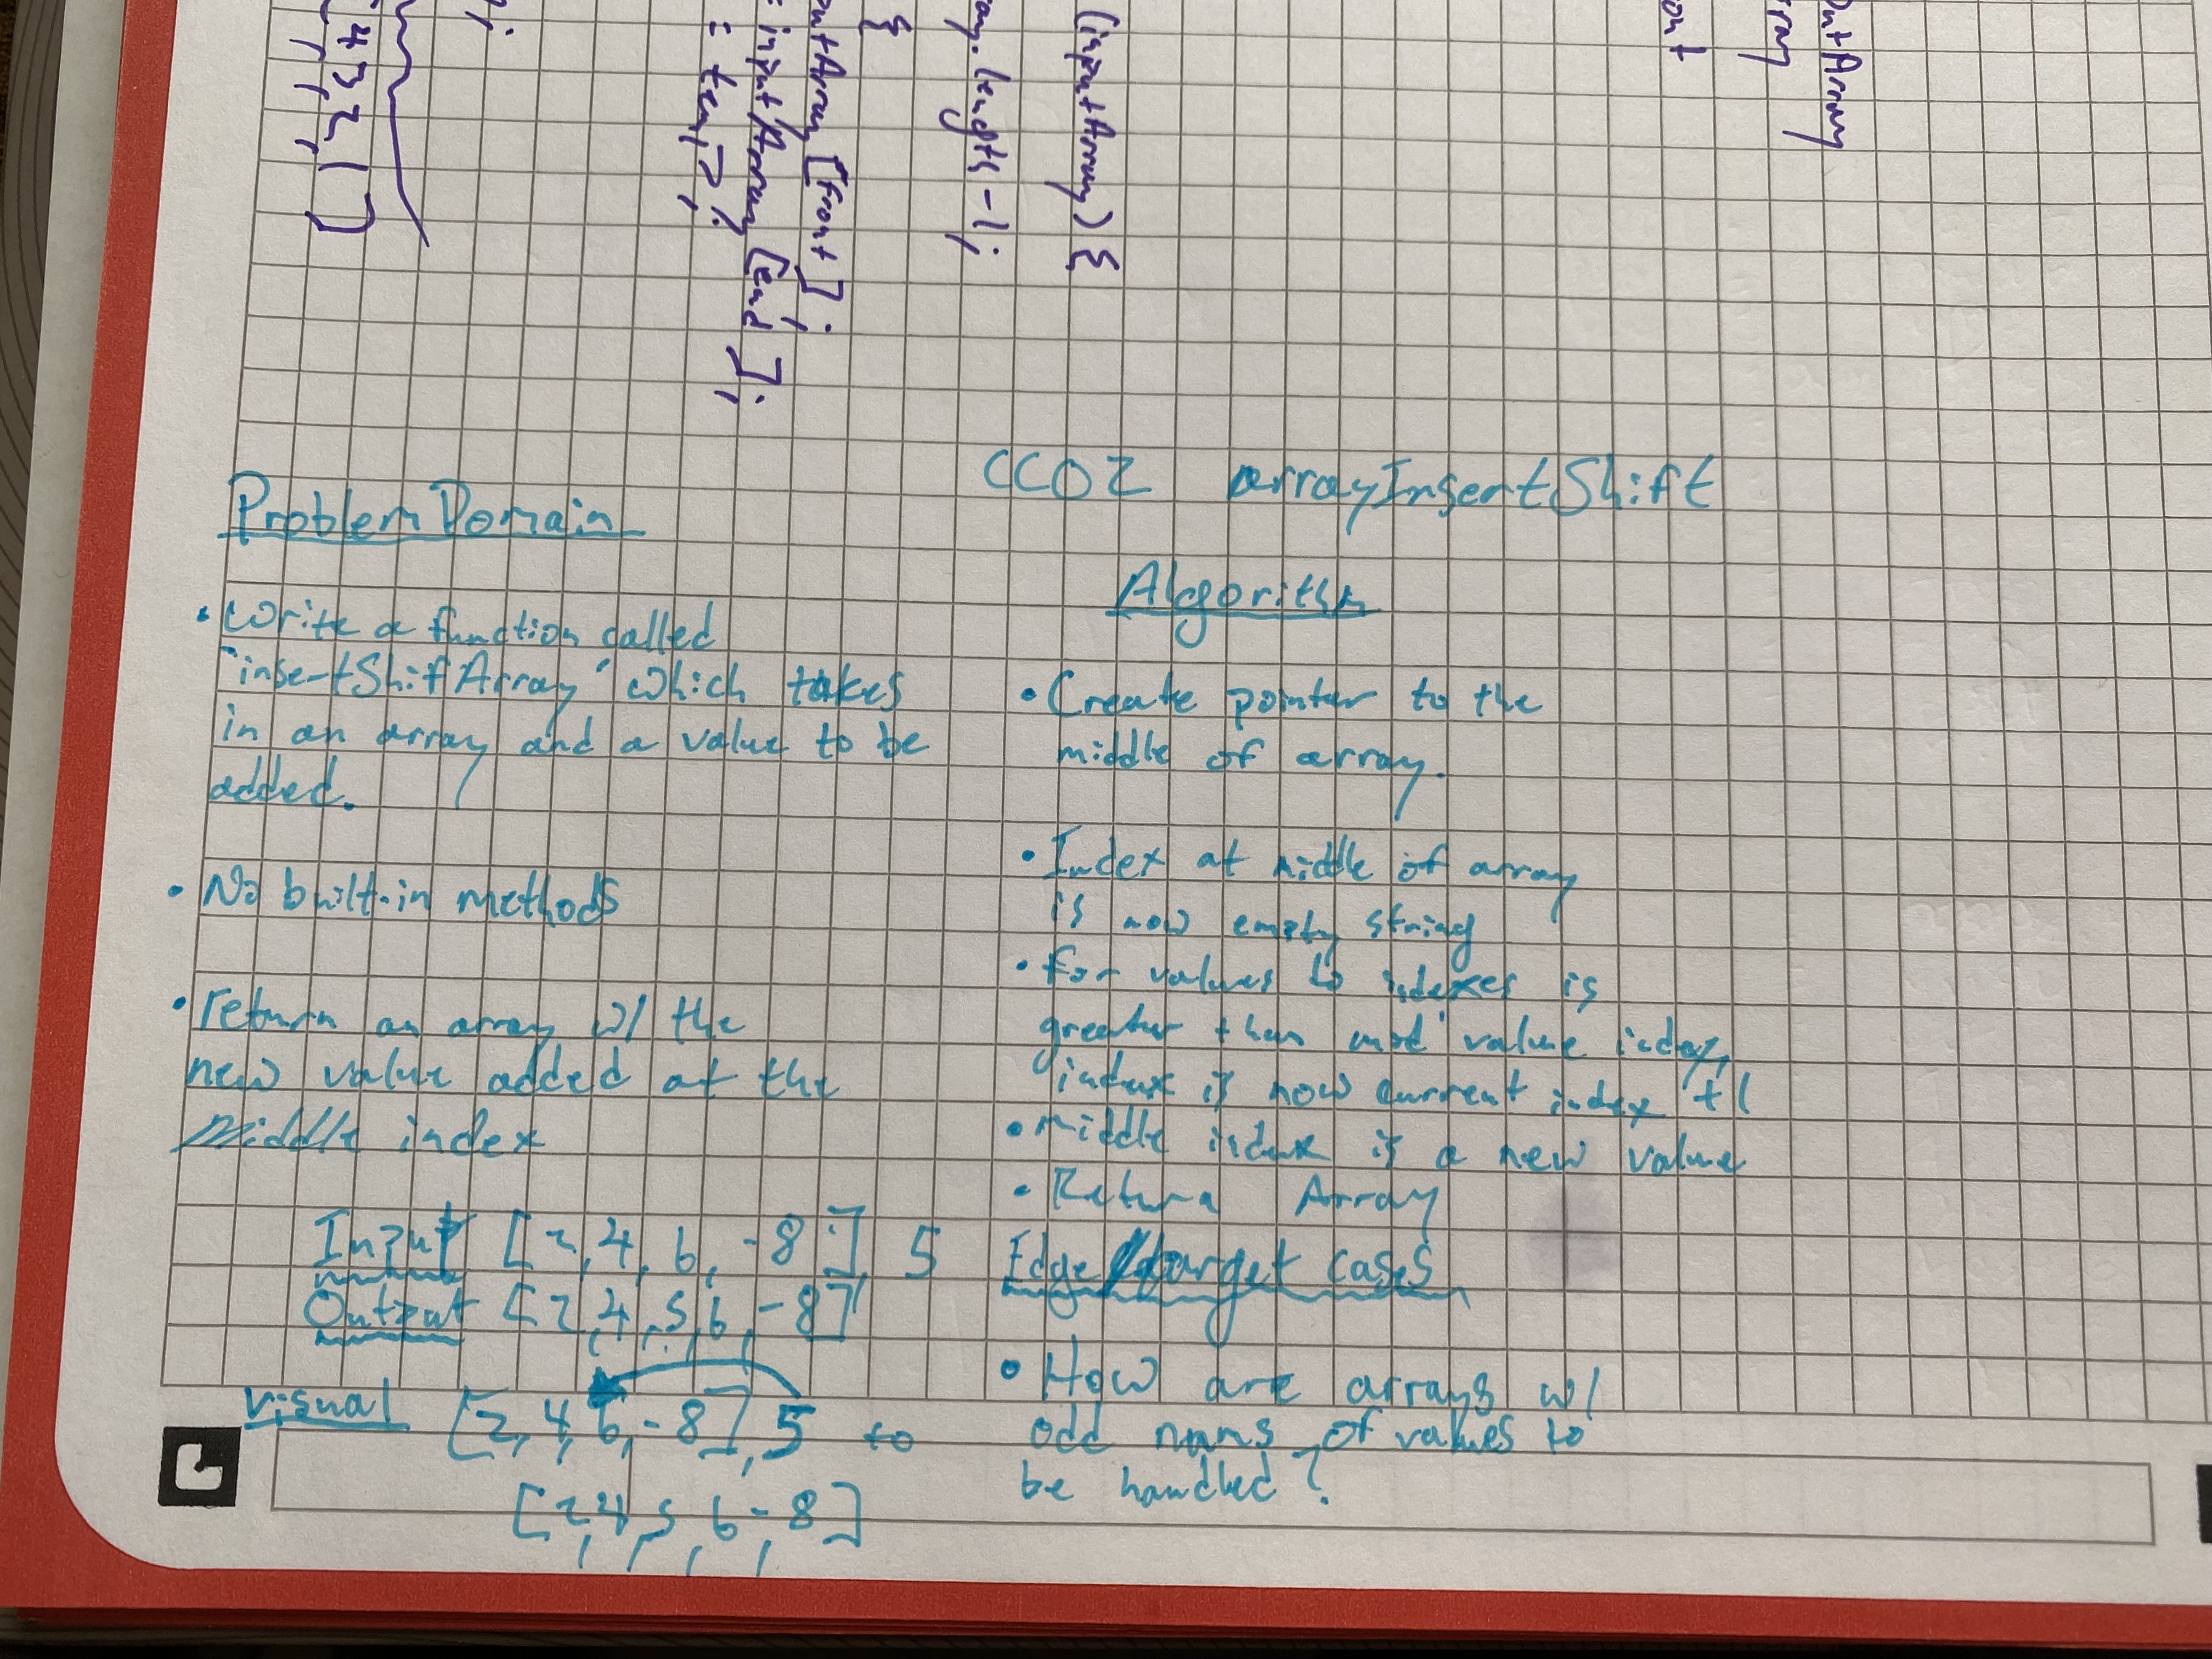 utArray
rray
ont
(inputArray) {
ay.length -1;
{
putArray [front];
= inputArray [end];
= temp;
4 3 2 1 ]
CC02 arrayInsertShift
Problem Domain
• Write a function called
"insertShiftArray" which takes
in an array and a value to be
added.
• No built-in methods
• return an array w/ the
new value added at the
middle index
Input [2,4,6,-8], 5
Output [2,4,5,6,-8]
visual [2,4,6,-8],5 to
[2,4,5,6,-8]
Algorithm
• Create pointer to the
middle of array.
• Index at middle of array
is now empty string
• For values to indexes is
greater than mid value index,
index is now current index +1
• middle index is a new value
• Return Array
Edge/target cases
• How are arrays w/
odd nums of values to
be handled?